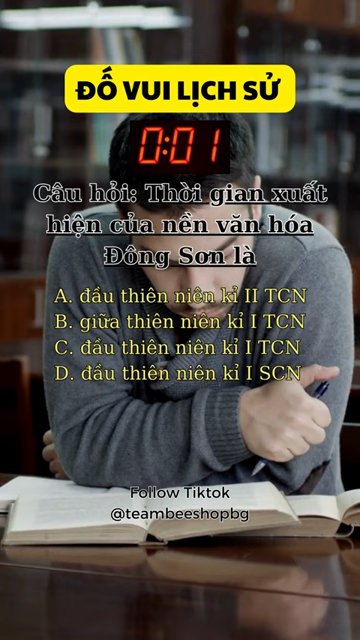 ĐỐ VUI LỊCH SỬ
0:01
Câu hỏi: Thời gian xuất
hiện của nền văn hóa
Đông Sơn là
A. đầu thiên niên kỉ II TCN
B. giữa thiên niên kỉ I TCN
C. đầu thiên niên kỉ I TCN
D. đầu thiên niên kỉ I SCN
Follow Tiktok
@teambeeshopbg